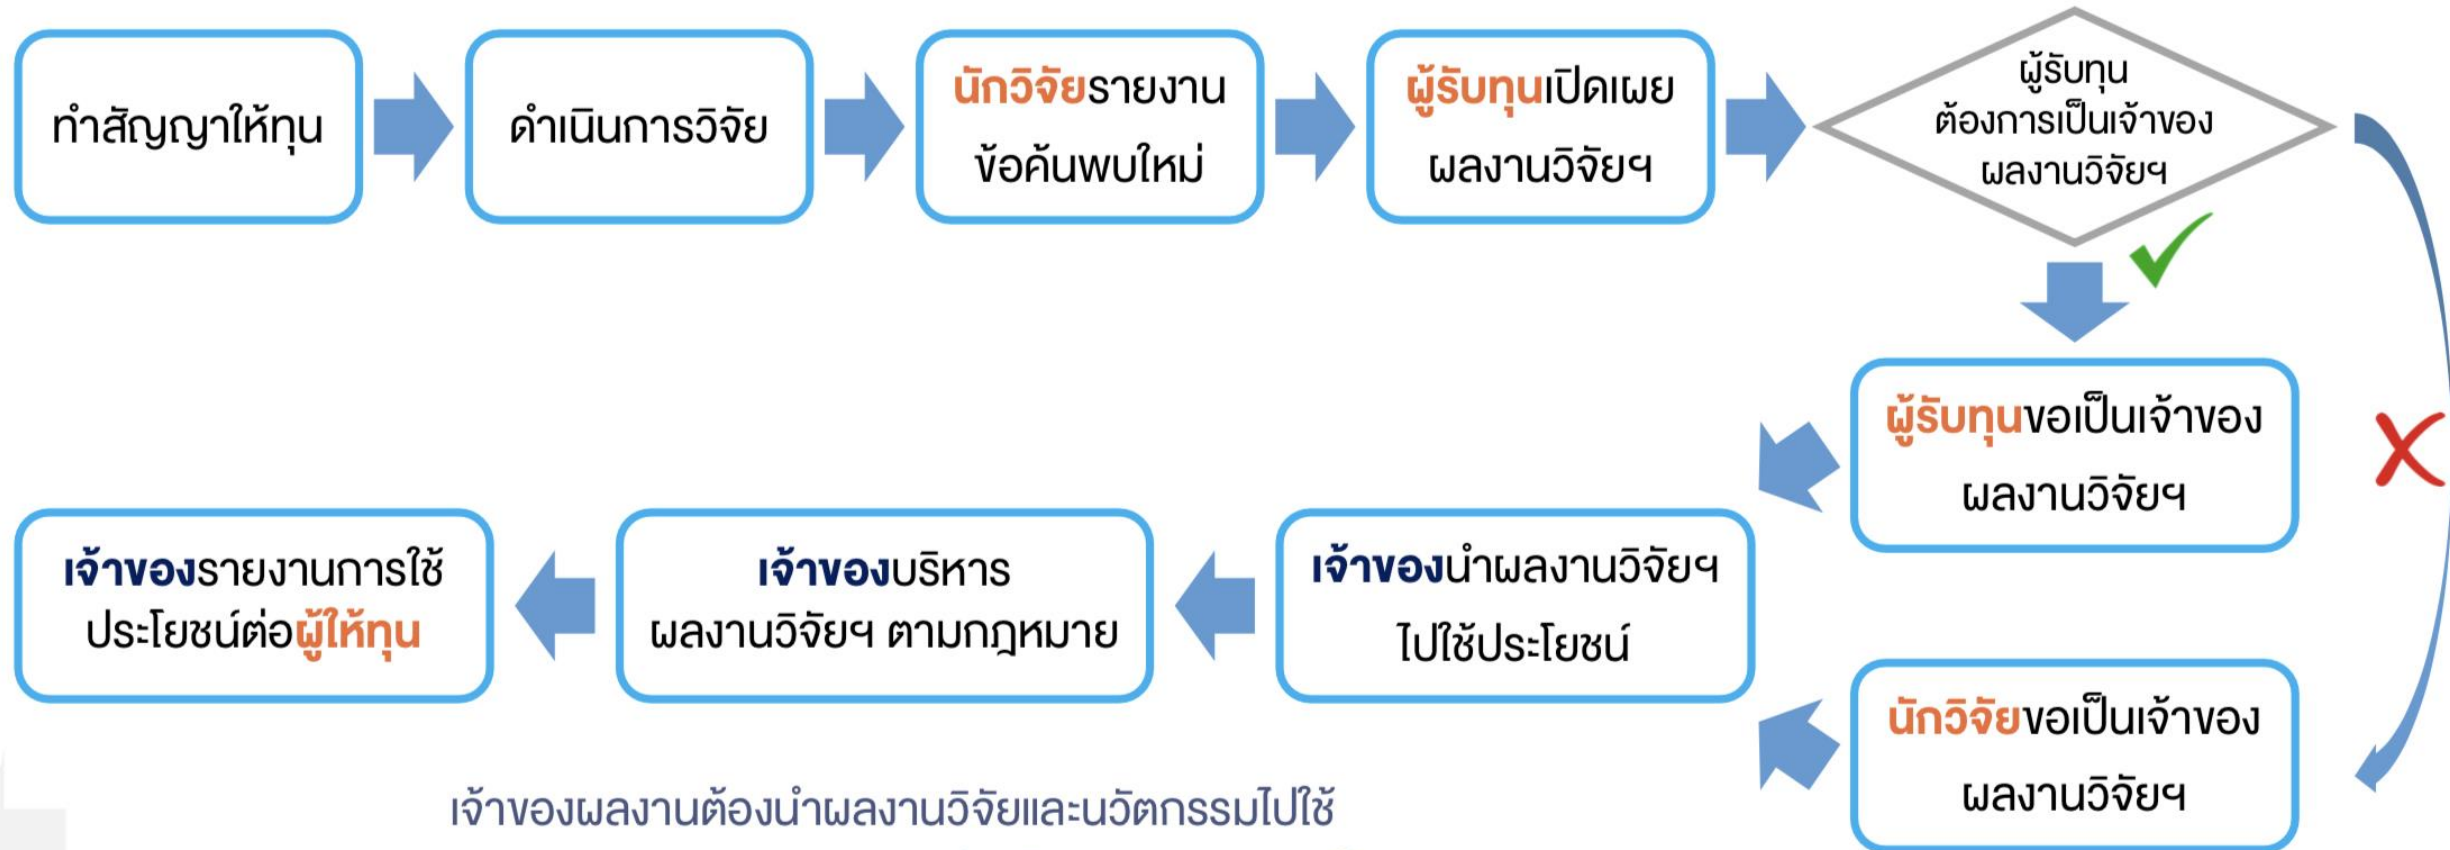 ทำสัญญาให้ทุน
ดำเนินการวิจัย
นักวิจัยรายงาน
ข้อค้นพบใหม่
ผู้รับทุนเปิดเผย
ผลงานวิจัยฯ
ผู้รับทุน
ต้องการเป็นเจ้าของ
ผลงานวิจัยฯ
ผู้รับทุนขอเป็นเจ้าของ
ผลงานวิจัยฯ
นักวิจัยขอเป็นเจ้าของ
ผลงานวิจัยฯ
เจ้าของนำผลงานวิจัยฯ
ไปใช้ประโยชน์
เจ้าของบริหาร
ผลงานวิจัยฯ ตามกฎหมาย
เจ้าของรายงานการใช้
ประโยชน์ต่อผู้ให้ทุน
เจ้าของผลงานต้องนำผลงานวิจัยและนวัตกรรมไปใช้